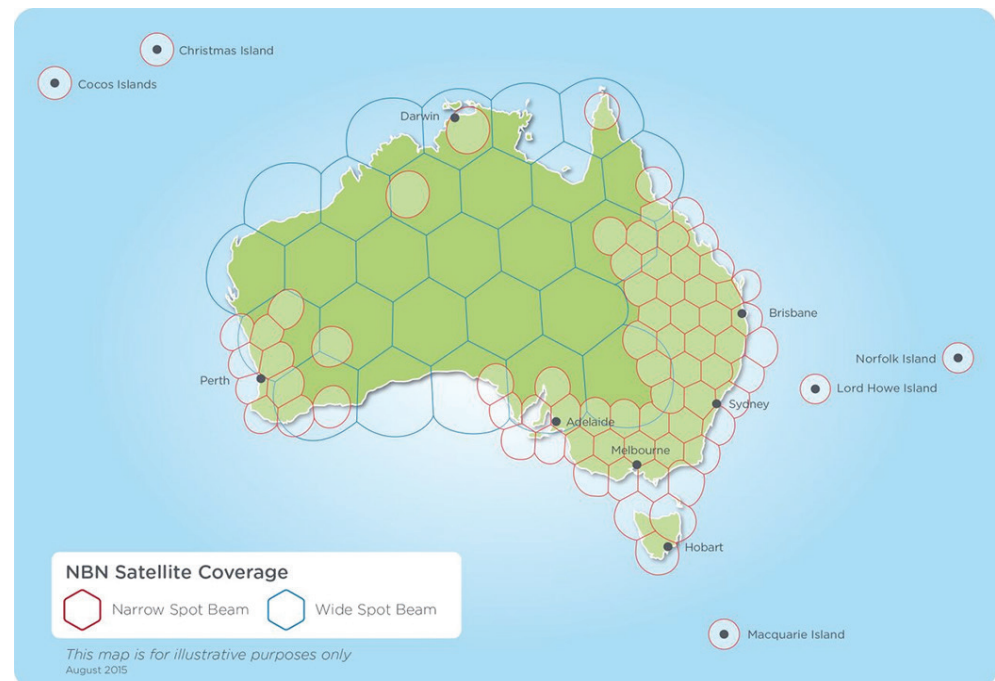 Christmas Island
Cocos Islands
Darwin
Brisbane
Norfolk Island
Perth
Lord Howe Island
Sydney
Adelaide
Melbourne
Hobart
NBN Satellite Coverage
Narrow Spot Beam
Wide Spot Beam
Macquarie Island
This map is for illustrative purposes only
August 2015